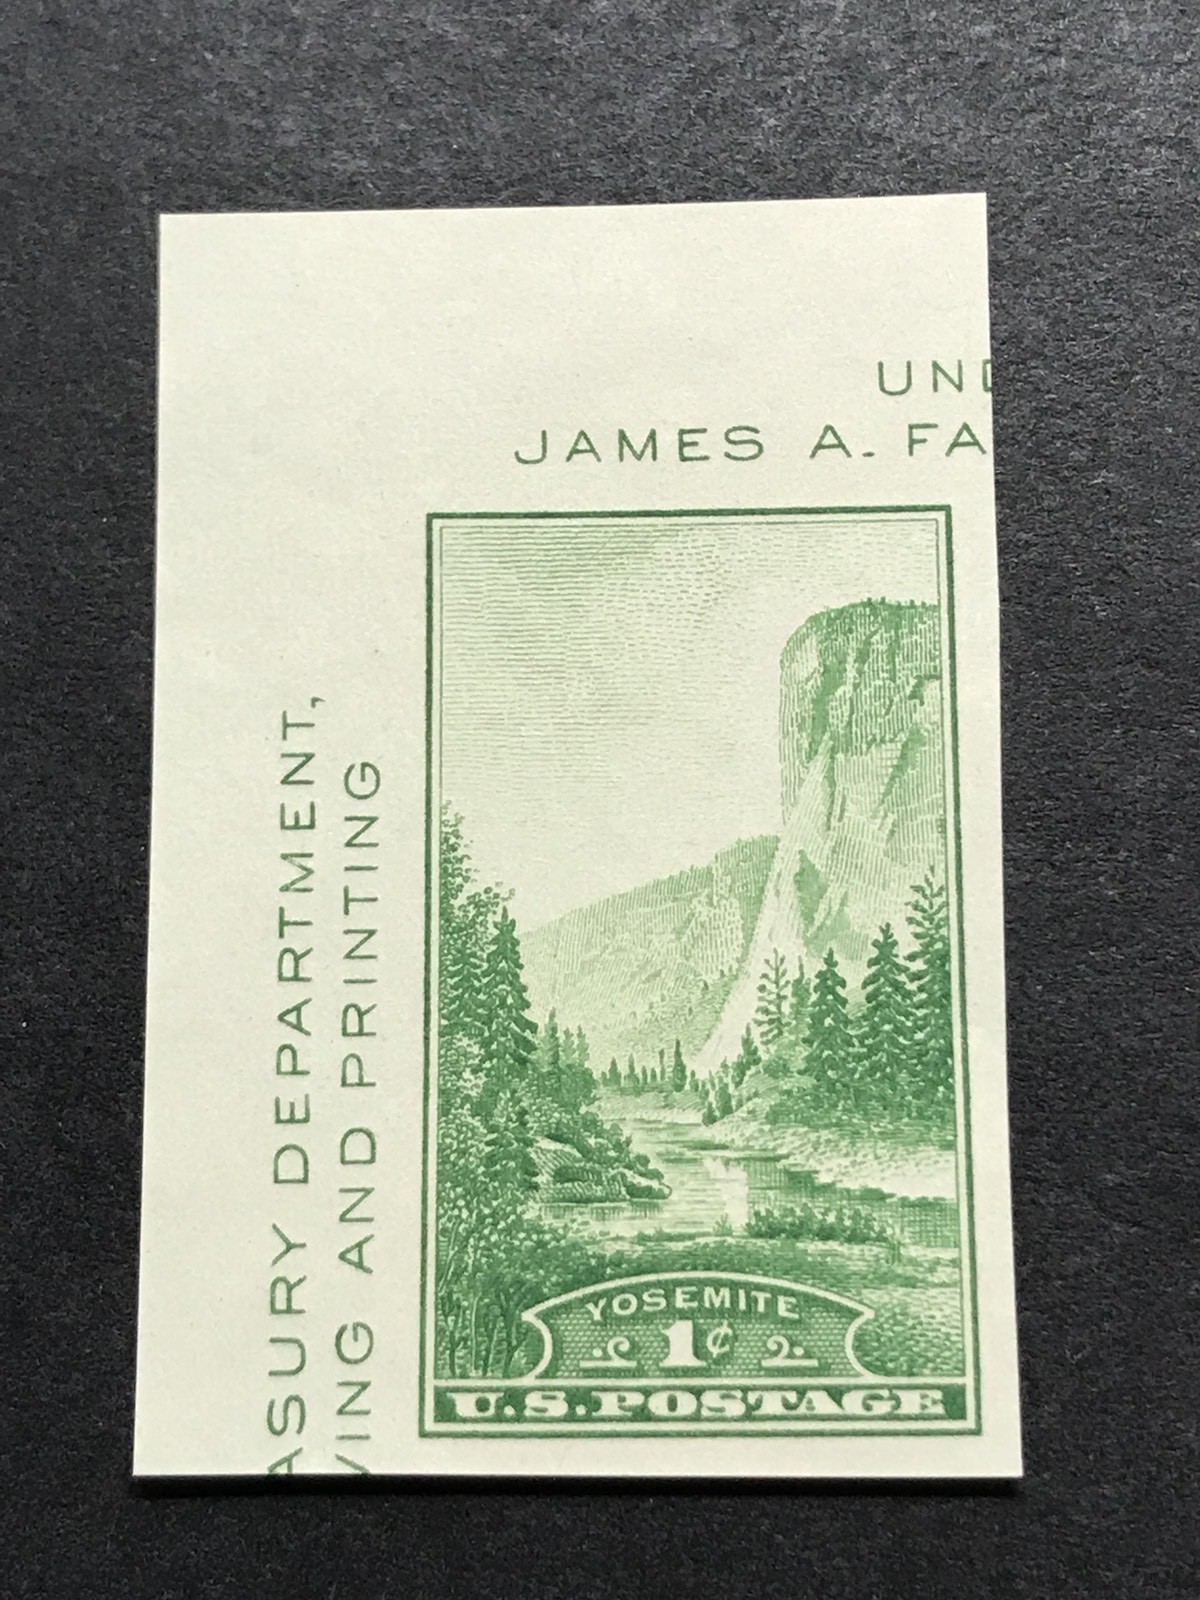 UND
JAMES A. FA
ASURY DEPARTMENT,
VING AND PRINTING
YOSEMITE
1¢
U.S. POSTAGE